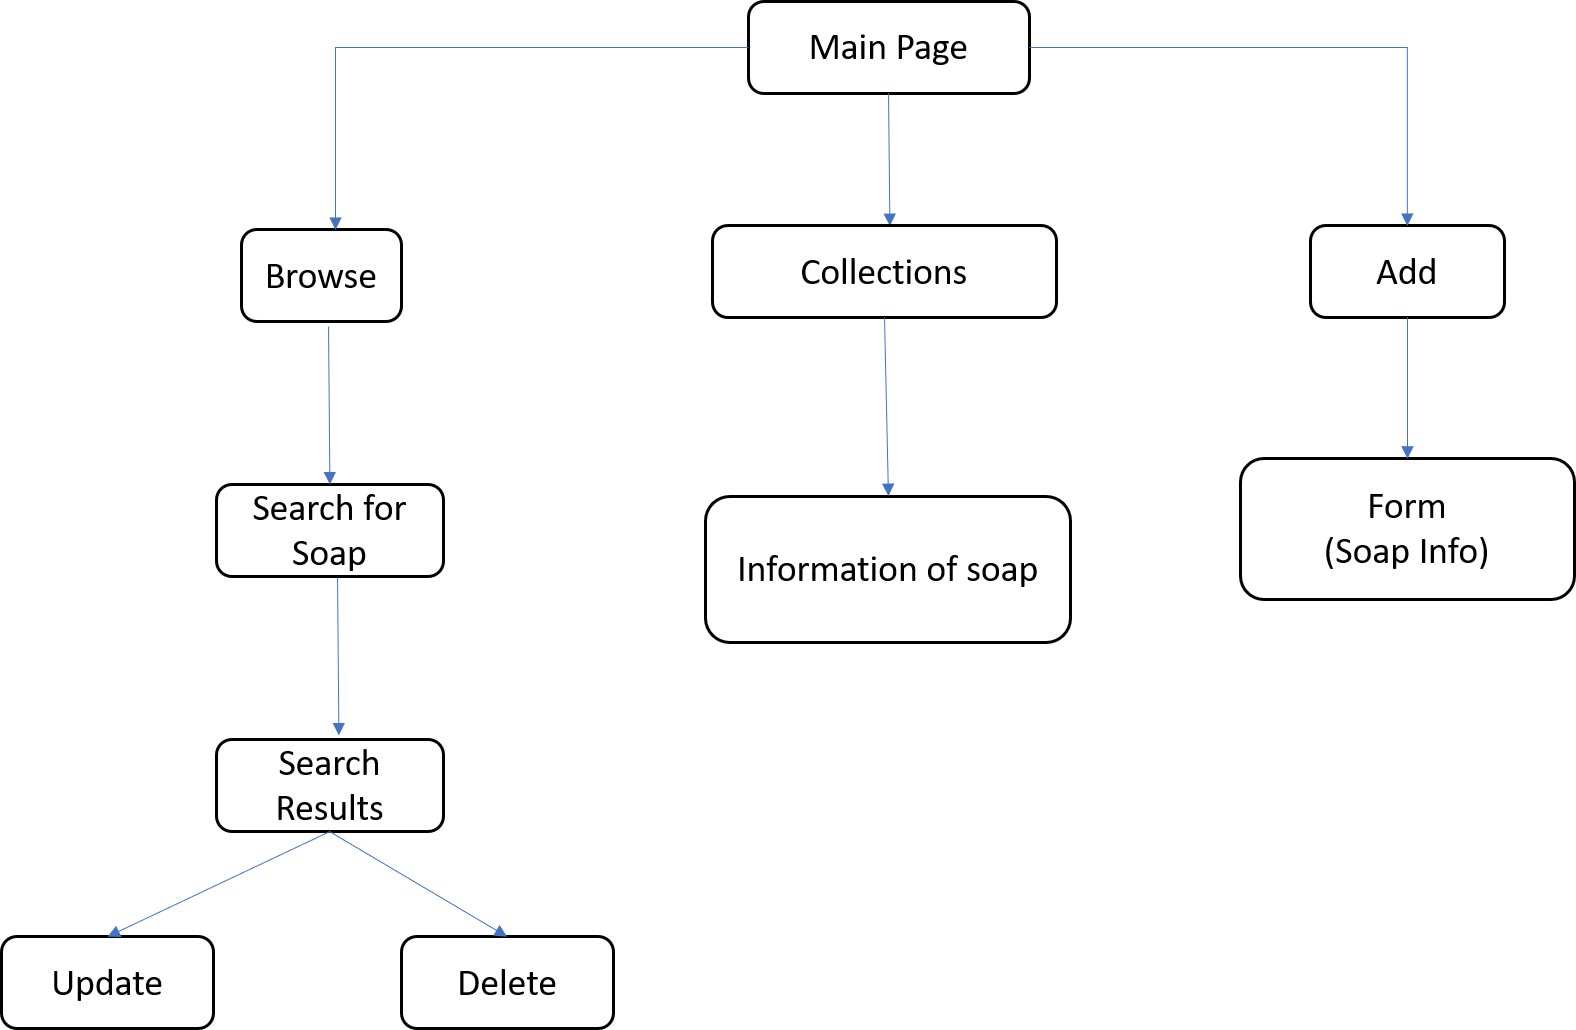 Main Page
Browse
Collections
Add
Search for
Soap
Information of soap
Form
(Soap Info)
Search
Results
Update
Delete